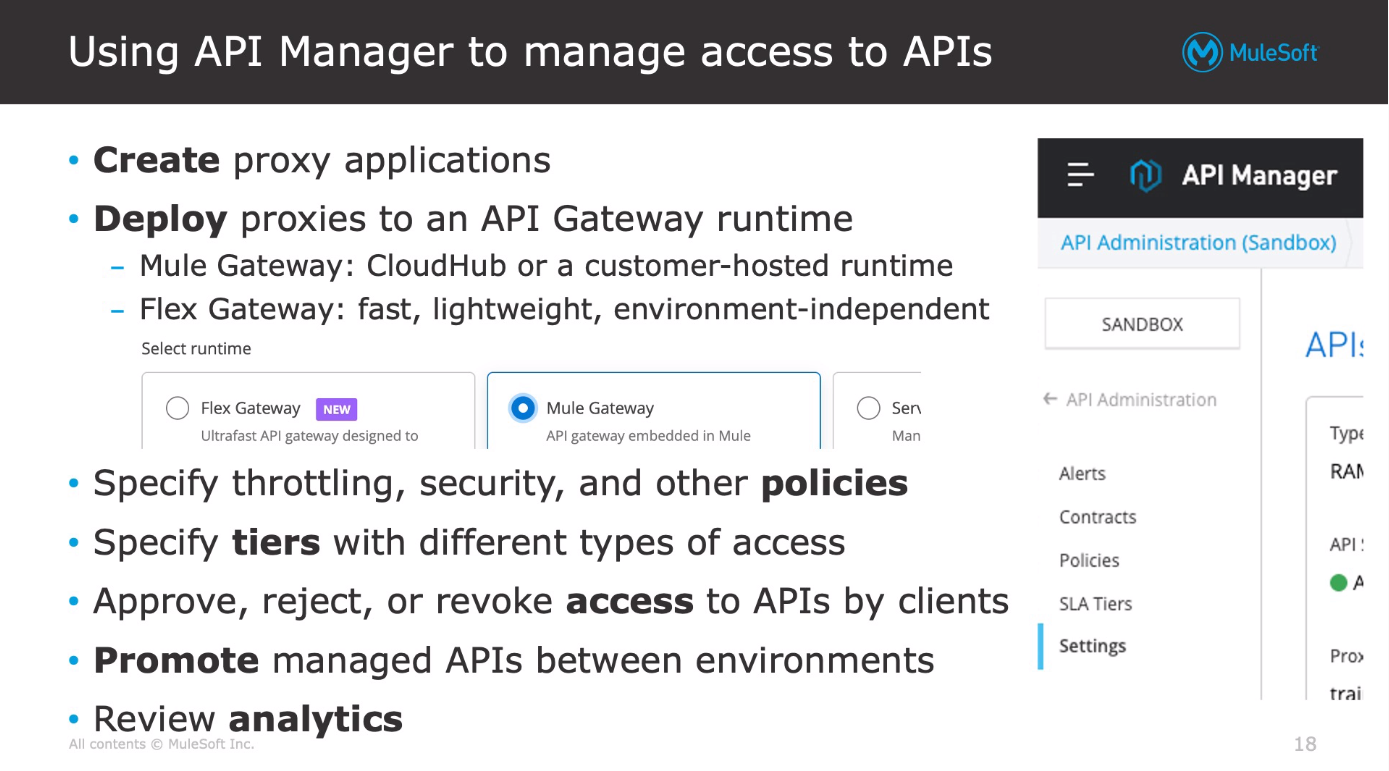 Using API Manager to manage access to APIs
MuleSoft
• Create proxy applications
• Deploy proxies to an API Gateway runtime
– Mule Gateway: CloudHub or a customer-hosted runtime
– Flex Gateway: fast, lightweight, environment-independent
Select runtime
Flex Gateway NEW
Ultrafast API gateway designed to
Mule Gateway
API gateway embedded in Mule
• Specify throttling, security, and other policies
• Specify tiers with different types of access
• Approve, reject, or revoke access to APIs by clients
• Promote managed APIs between environments
• Review analytics
API Manager
API Administration (Sandbox)
SANDBOX
← API Administration
Alerts
Contracts
Policies
SLA Tiers
Settings
APIs
Type
API
All contents © MuleSoft Inc.
18